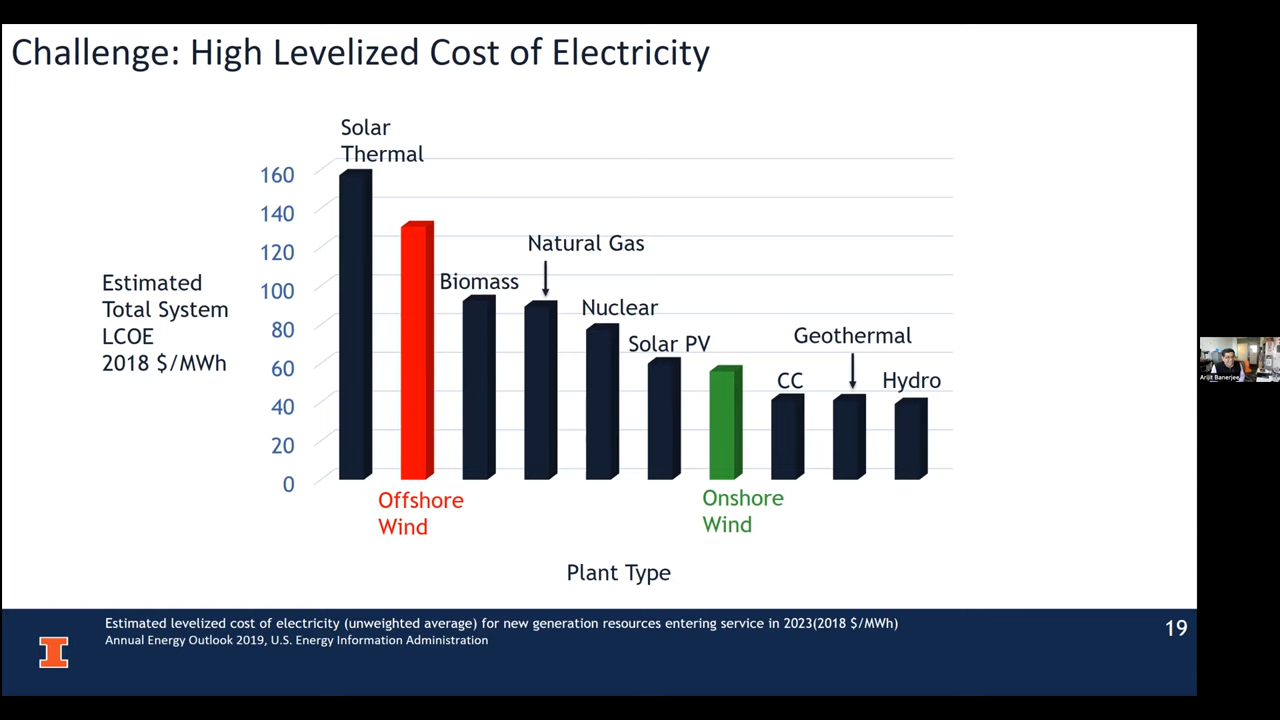 Challenge: High Levelized Cost of Electricity
Solar
Thermal
160
140
120
100
80
60
40
20
0
Estimated
Total System
LCOE
2018 $/MWh
Natural Gas
Biomass
Nuclear
Solar PV
Geothermal
CC
Hydro
Offshore
Wind
Onshore
Wind
Plant Type
Estimated levelized cost of electricity (unweighted average) for new generation resources entering service in 2023(2018 $/MWh)
Annual Energy Outlook 2019, U.S. Energy Information Administration
19
I
Arijit Banerjee